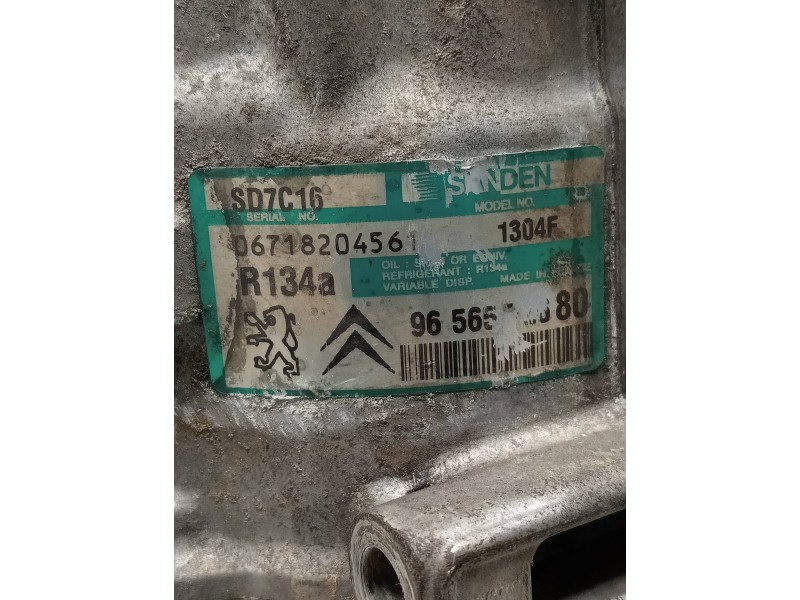 SANDEN
SD7C16
SERIAL NO.
MODEL NO.
0671820456
1304F
R134a
OIL : OR EQUIV.
REFRIGERANT : R134a
VARIABLE DISP. MADE IN
96 565 80